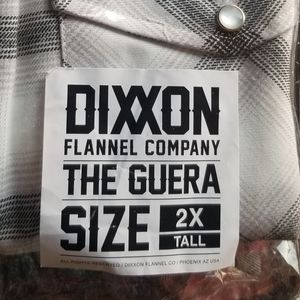 DIXXON
FLANNEL COMPANY
THE GUERA
SIZE 2X
TALL
ALL RIGHTS RESERVED / DIXXON FLANNEL CO / PHOENIX AZ USA